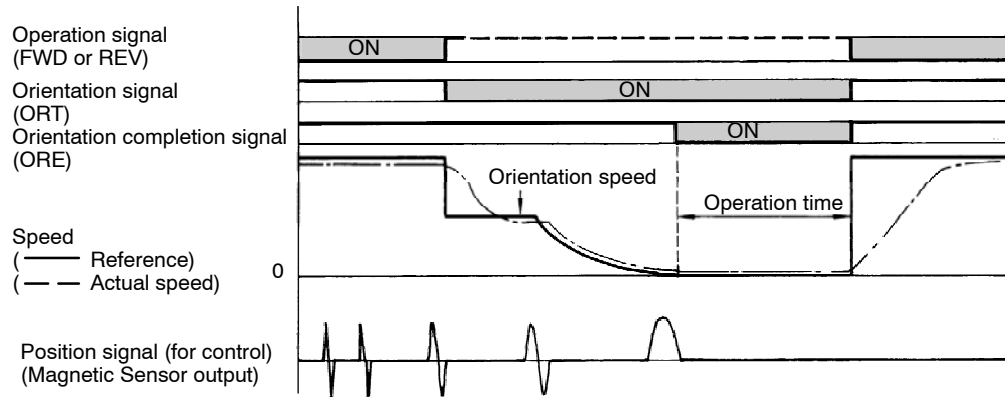 Operation signal
(FWD or REV)
ON
Orientation signal
(ORT)
ON
Orientation completion signal
(ORE)
ON
Orientation speed
Operation time
Speed
( Reference)
( Actual speed)
0
Position signal (for control)
(Magnetic Sensor output)